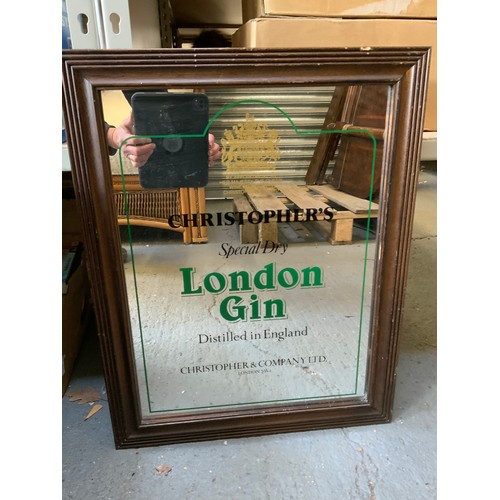 CHRISTOPHER'S
Special Dry
London
Gin
Distilled in England
CHRISTOPHER & COMPANY LTD.